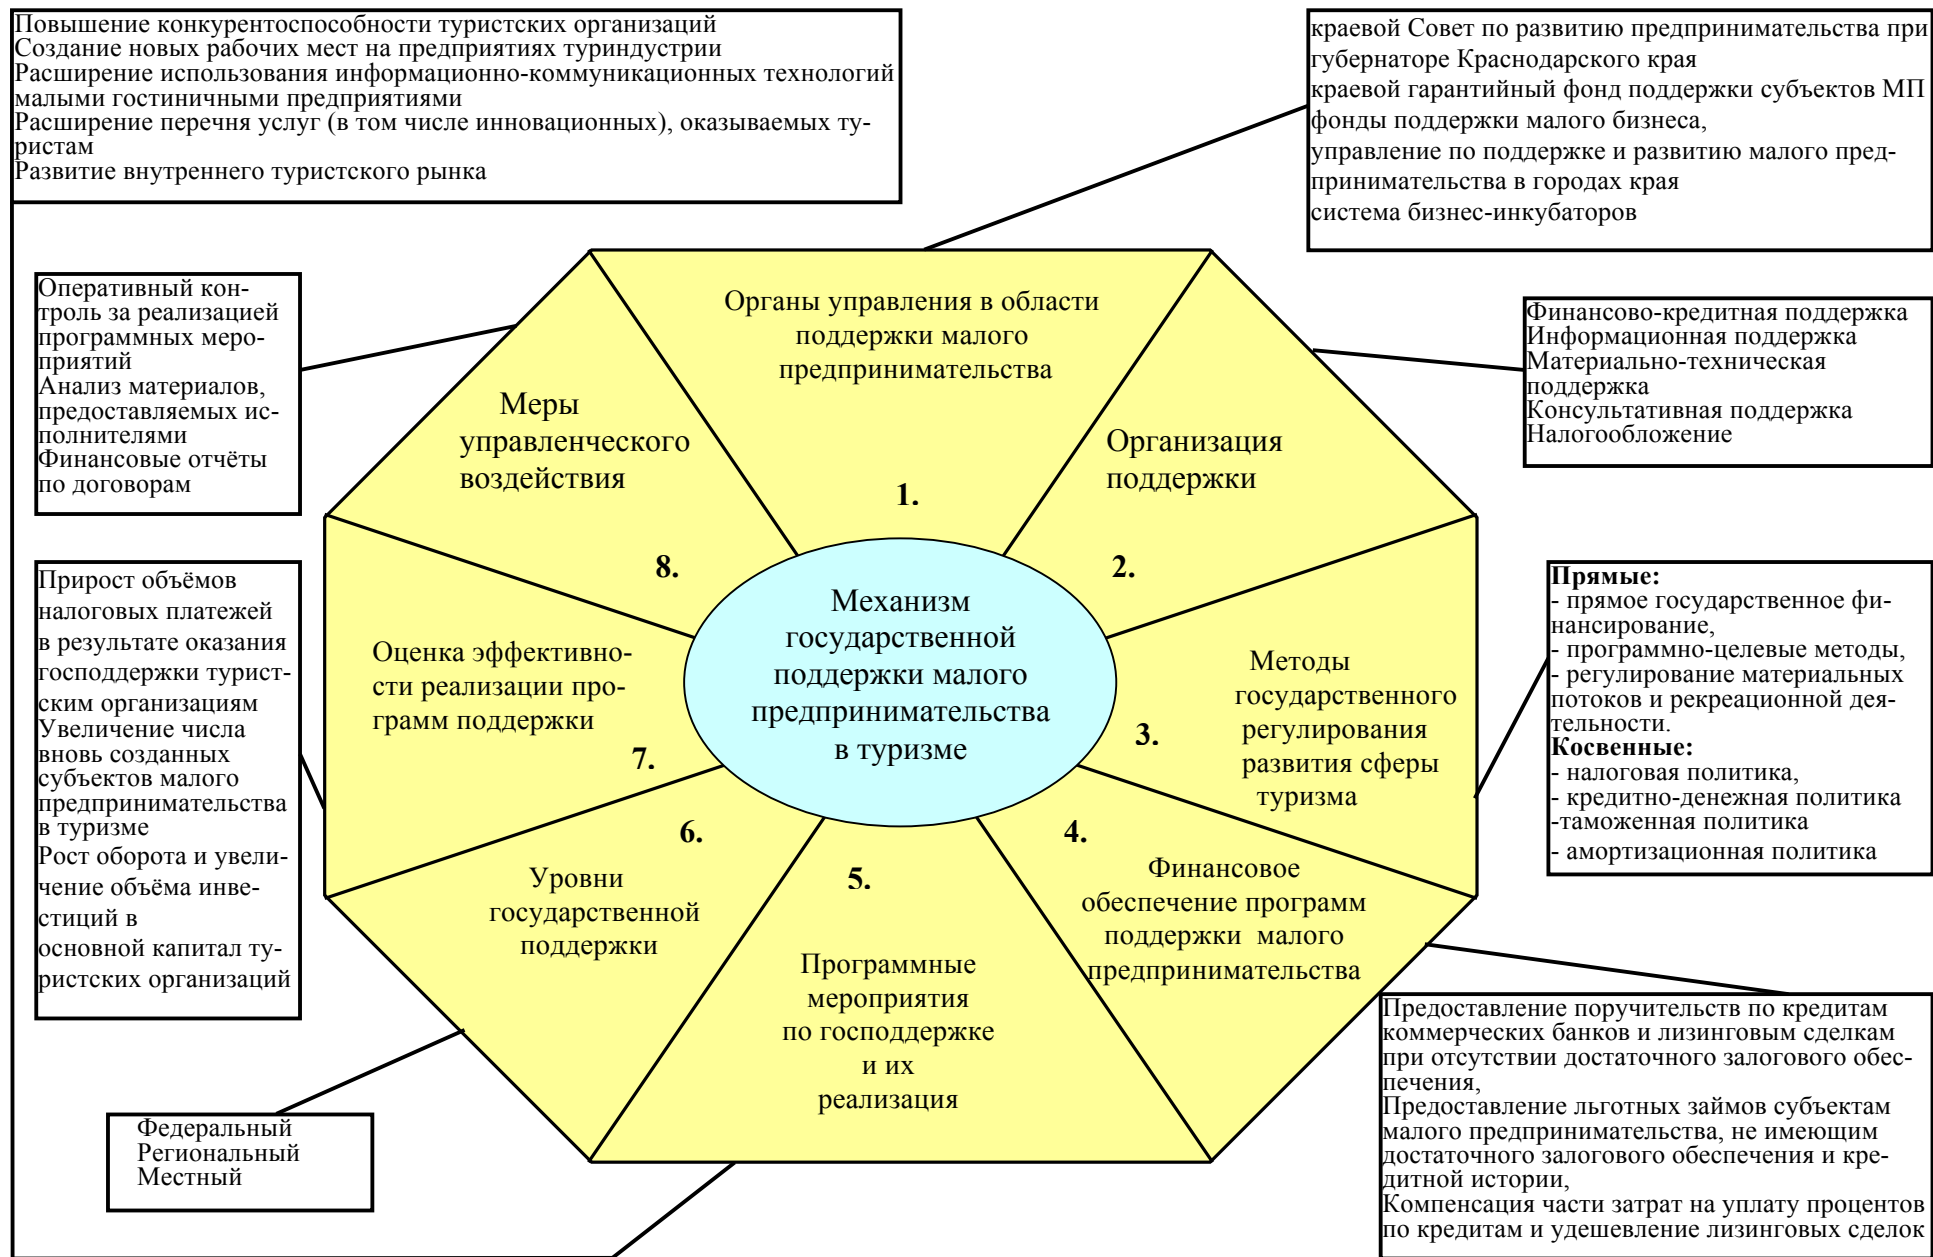 Повышение конкурентоспособности туристских организаций
Создание новых рабочих мест на предприятиях туриндустрии
Расширение использования информационно-коммуникационных технологий
малыми гостиничными предприятиями
Расширение перечня услуг (в том числе инновационных), оказываемых ту-
ристам
Развитие внутреннего туристского рынка
краевой Совет по развитию предпринимательства при
губернаторе Краснодарского края
краевой гарантийный фонд поддержки субъектов МП
фонды поддержки малого бизнеса,
управление по поддержке и развитию малого пред-
принимательства в городах края
система бизнес-инкубаторов
Оперативный кон-
троль за реализацией
программных меро-
приятий
Анализ материалов,
предоставляемых ис-
полнителями
Финансовые отчёты
по договорам
Органы управления в области
поддержки малого
предпринимательства
1.
Финансово-кредитная поддержка
Информационная поддержка
Материально-техническая
поддержка
Консультативная поддержка
Налогообложение
Меры
управленческого
воздействия
8.
Организация
поддержки
2.
Прирост объёмов
налоговых платежей
в результате оказания
господдержки турист-
ским организациям
Увеличение числа
вновь созданных
субъектов малого
предпринимательства
в туризме
Рост оборота и увели-
чение объёма инве-
стиций в
основной капитал ту-
ристских организаций
Оценка эффективно-
сти реализации про-
грамм поддержки
7.
Механизм
государственной
поддержки малого
предпринимательства
в туризме
Методы
государственного
регулирования
развития сферы
туризма
3.
Прямые:
- прямое государственное фи-
нансирование,
- программно-целевые методы,
- регулирование материальных
потоков и рекреационной дея-
тельности.
Косвенные:
- налоговая политика,
- кредитно-денежная политика
-таможенная политика
- амортизационная политика
6.
Уровни
государственной
поддержки
5.
Программные
мероприятия
по господдержке
и их
реализация
4.
Финансовое
обеспечение программ
поддержки малого
предпринимательства
Федеральный
Региональный
Местный
Предоставление поручительств по кредитам
коммерческих банков и лизинговым сделкам
при отсутствии достаточного залогового обес-
печения,
Предоставление льготных займов субъектам
малого предпринимательства, не имеющим
достаточного залогового обеспечения и кре-
дитной истории,
Компенсация части затрат на уплату процентов
по кредитам и удешевление лизинговых сделок